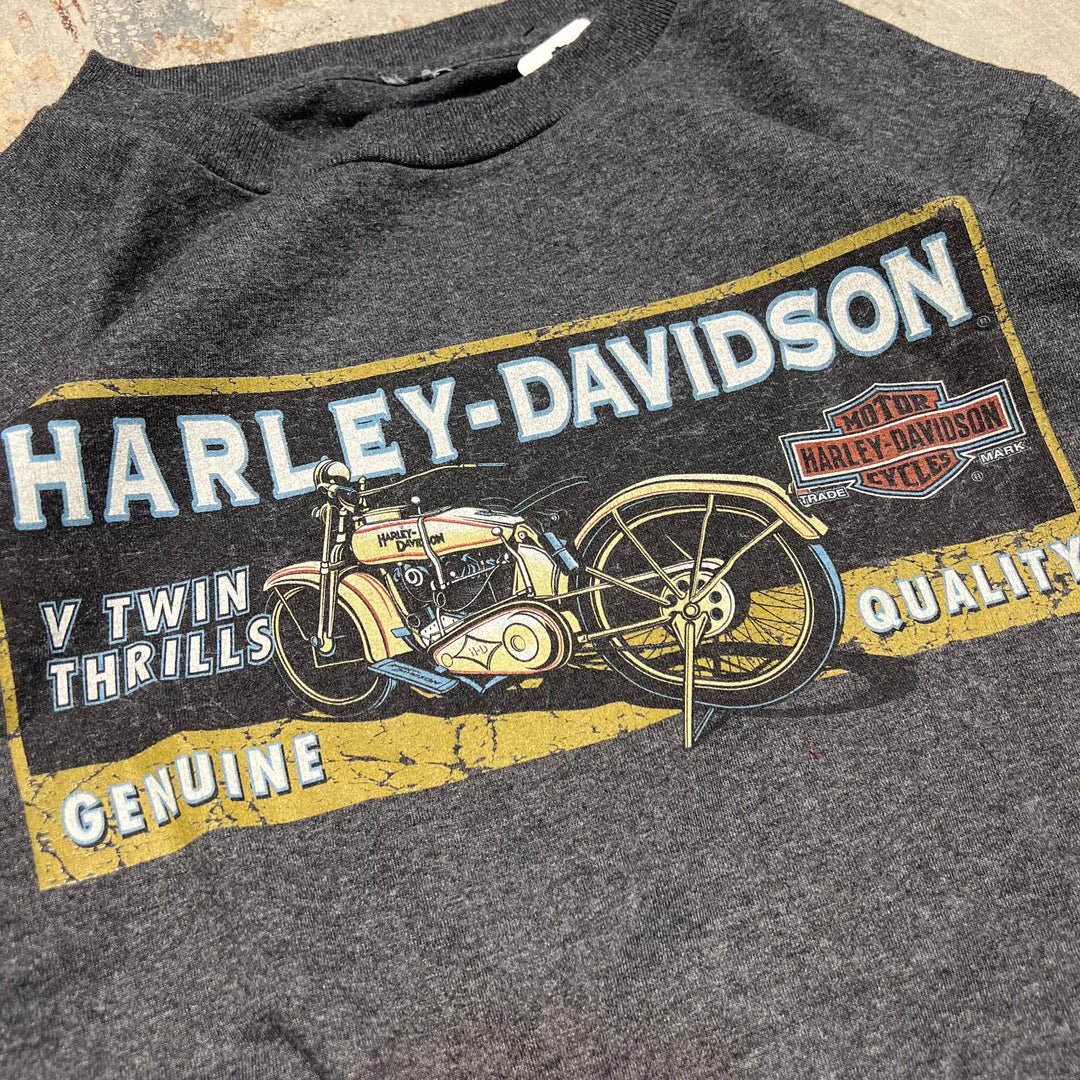 HARLEY-DAVIDSON®
MOTOR
HARLEY-DAVIDSON
CYCLES
TRADE MARK ®
HARLEY-
DAVIDSON
V TWIN
THRILLS
H-D
QUALITY
GENUINE